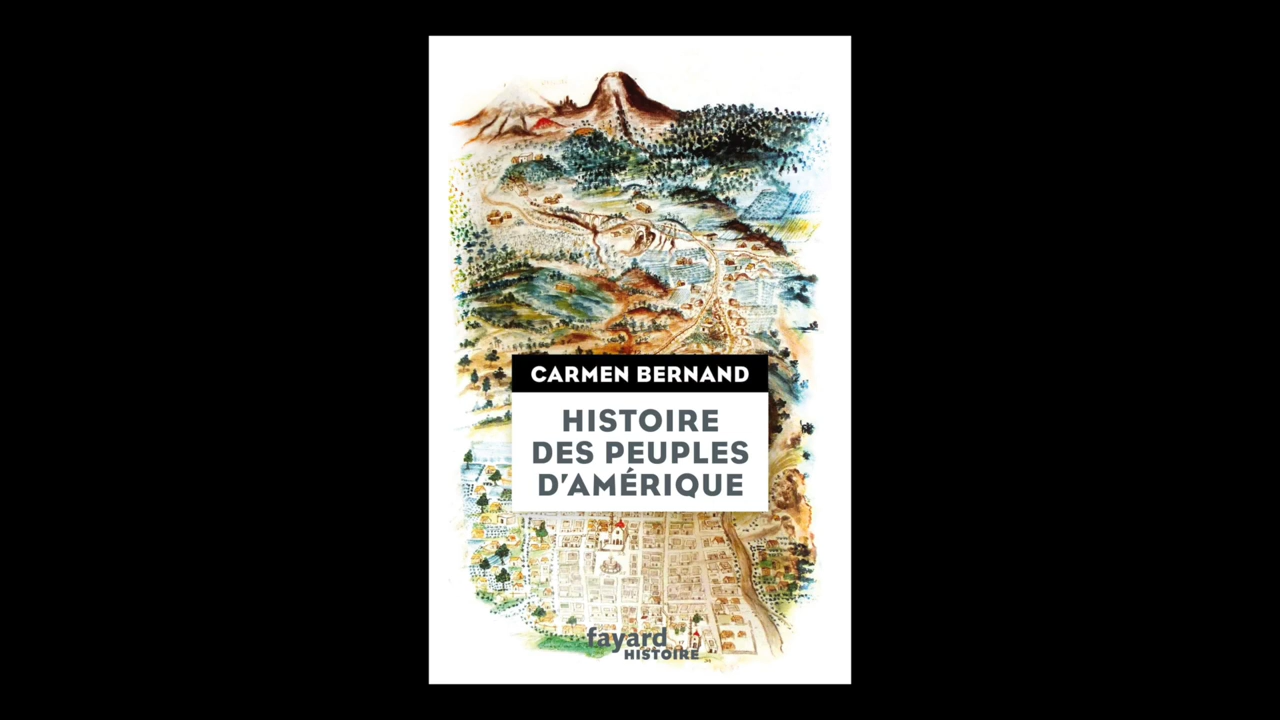 CARMEN BERNAND
HISTOIRE
DES PEUPLES
D'AMÉRIQUE
fayard
HISTOIRE